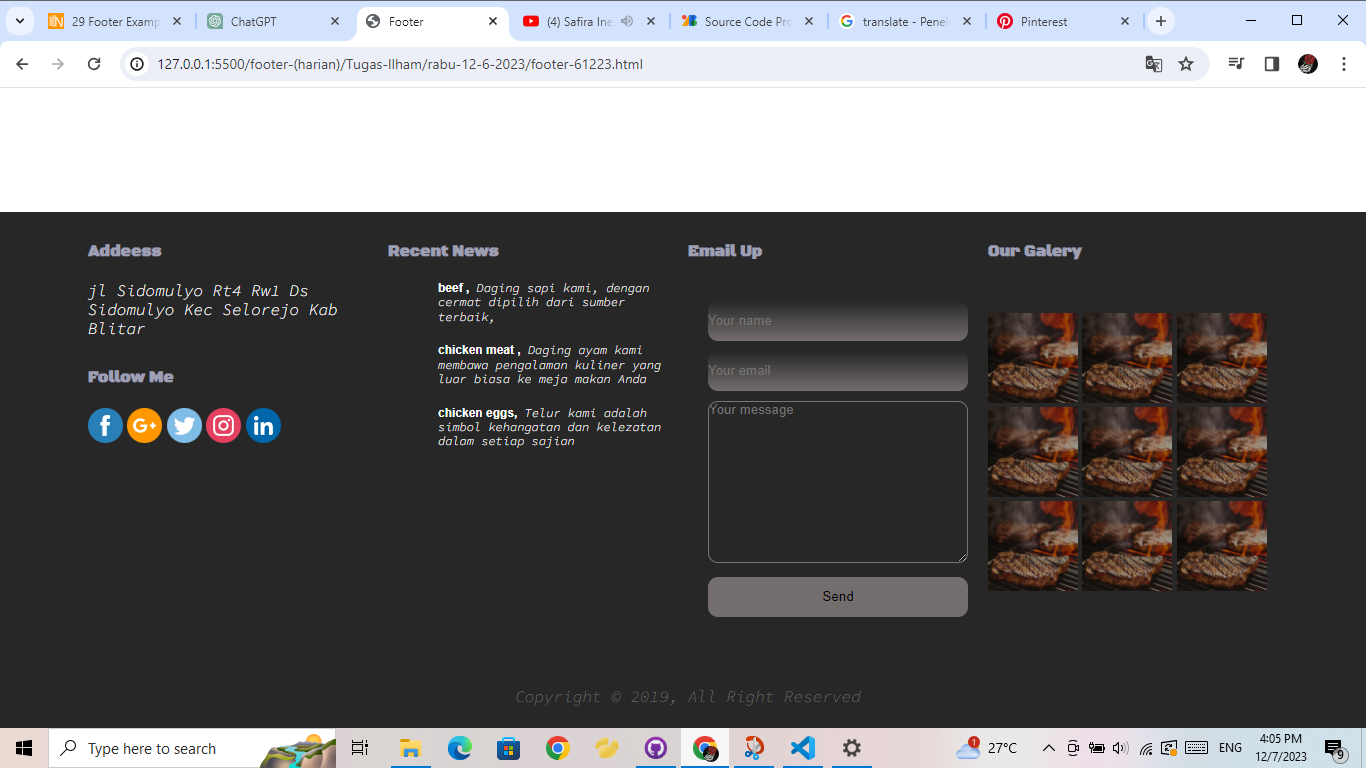 29 Footer Examp
ChatGPT
Footer
(4) Safira Ine
Source Code Pro
translate - Penel
Pinterest
127.0.0.1:5500/footer-(harian)/Tugas-Ilham/rabu-12-6-2023/footer-61223.html
Addeess
jl Sidomulyo Rt4 Rw1 Ds
Sidomulyo Kec Selorejo Kab
Blitar
Follow Me
Recent News
beef , Daging sapi kami, dengan
cermat dipilih dari sumber
terbaik,
chicken meat , Daging ayam kami
membawa pengalaman kuliner yang
luar biasa ke meja makan Anda
chicken eggs, Telur kami adalah
simbol kehangatan dan kelezatan
dalam setiap sajian
Email Up
Your name
Your email
Your message
Send
Our Galery
Copyright © 2019, All Right Reserved
Type here to search
1
27°C
ENG
4:05 PM
12/7/2023
9